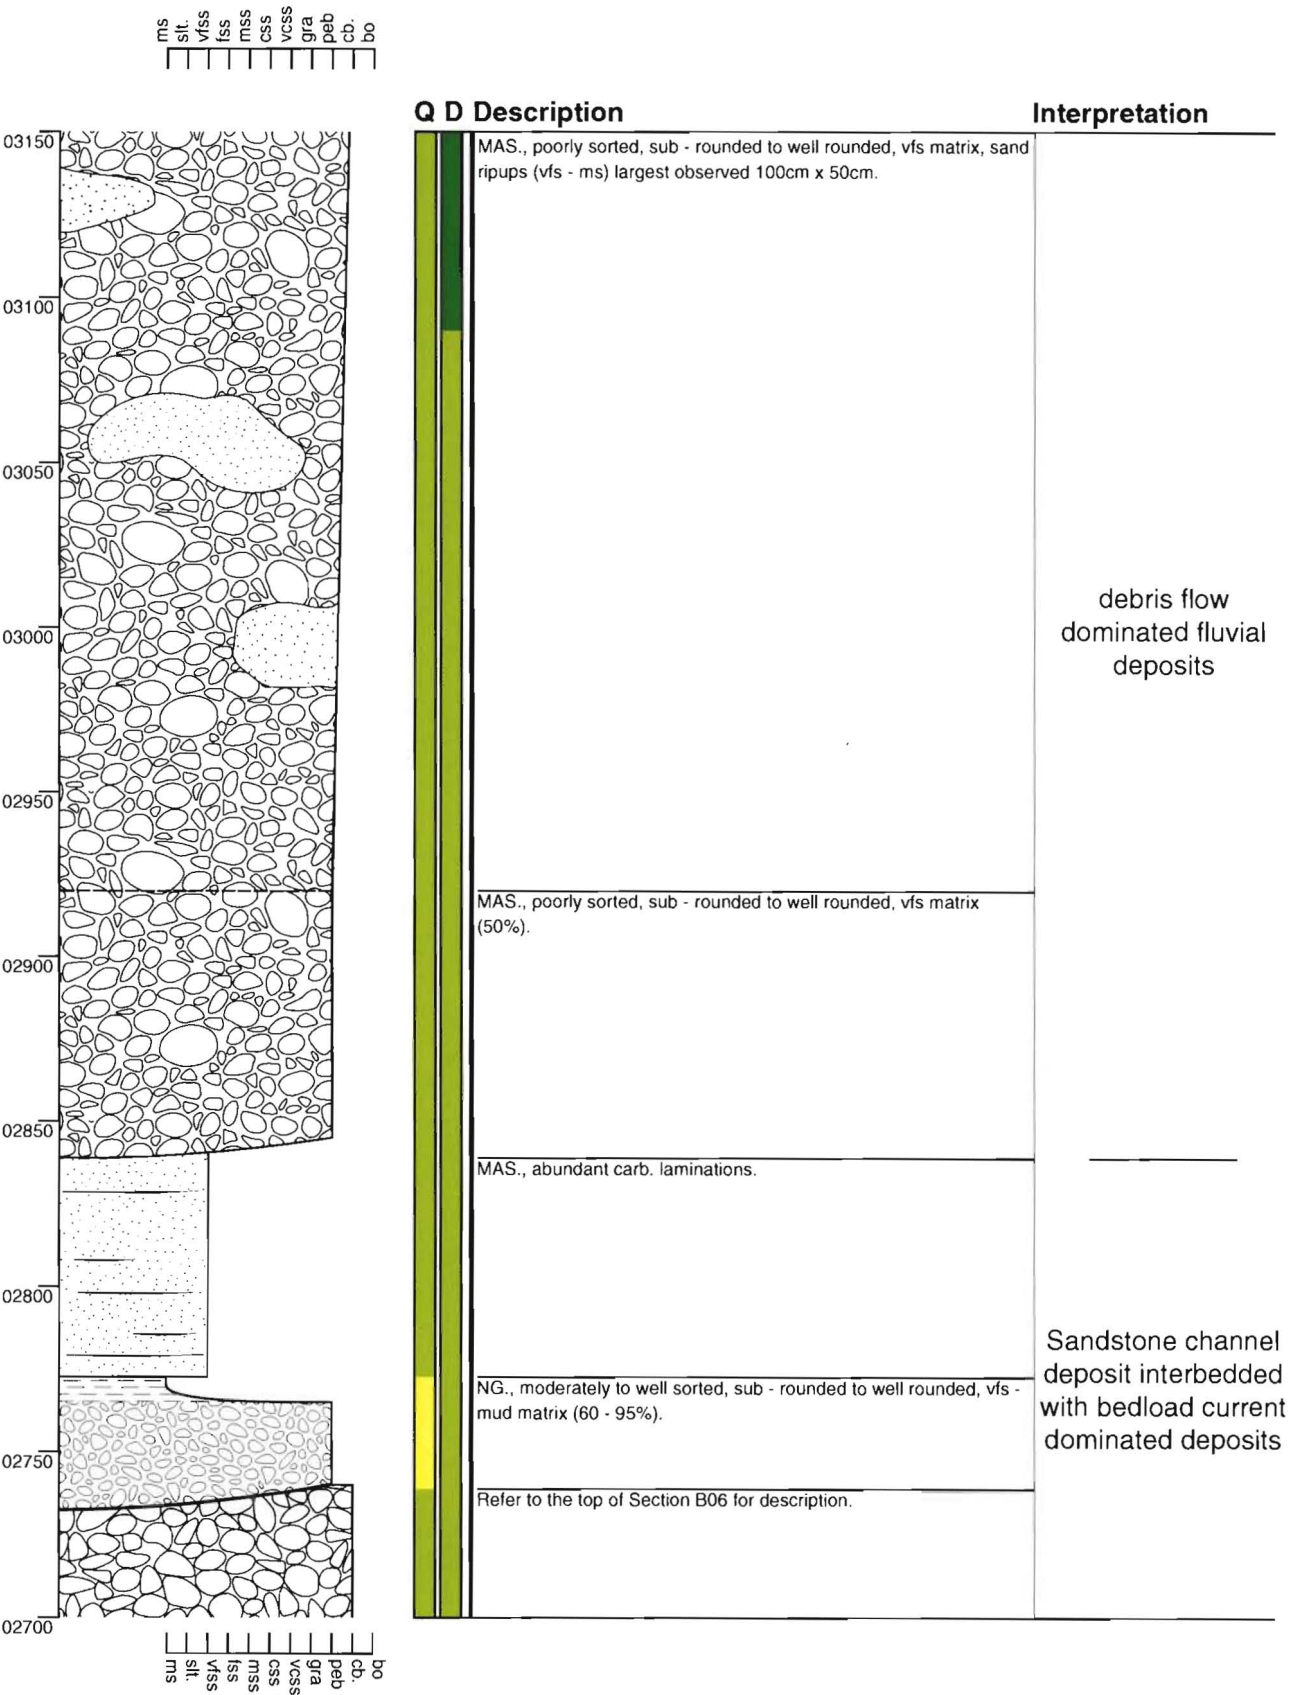 ms
slt.
vfss
fss
mss
css
vcss
gra
peb
cb.
bo
Q D Description
Interpretation
03150
MAS., poorly sorted, sub - rounded to well rounded, vfs matrix, sand
ripups (vfs - ms) largest observed 100cm x 50cm.
03100
03050
03000
debris flow
dominated fluvial
deposits
02950
MAS., poorly sorted, sub - rounded to well rounded, vfs matrix
(50%).
02900
02850
MAS., abundant carb. laminations.
02800
Sandstone channel
deposit interbedded
with bedload current
dominated deposits
NG., moderately to well sorted, sub - rounded to well rounded, vfs -
mud matrix (60 - 95%).
02750
Refer to the top of Section B06 for description.
02700
ms
slt.
vfss
fss
mss
css
vcss
gra
peb
cb.
bo